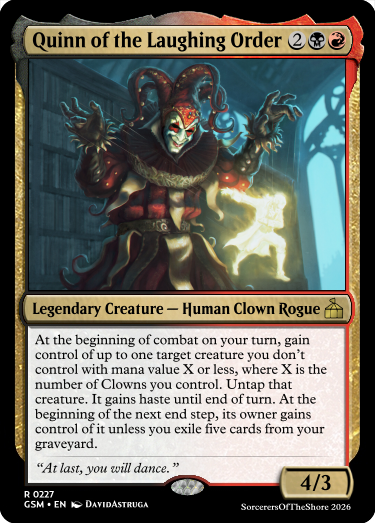 Quinn of the Laughing Order 2
Legendary Creature — Human Clown Rogue
At the beginning of combat on your turn, gain
control of up to one target creature you don't
control with mana value X or less, where X is the
number of Clowns you control. Untap that
creature. It gains haste until end of turn. At the
beginning of the next end step, its owner gains
control of it unless you exile five cards from your
graveyard.
“At last, you will dance.”
4/3
R 0227
GSM • EN DavidAstruga
SorcerersOfTheShore 2026